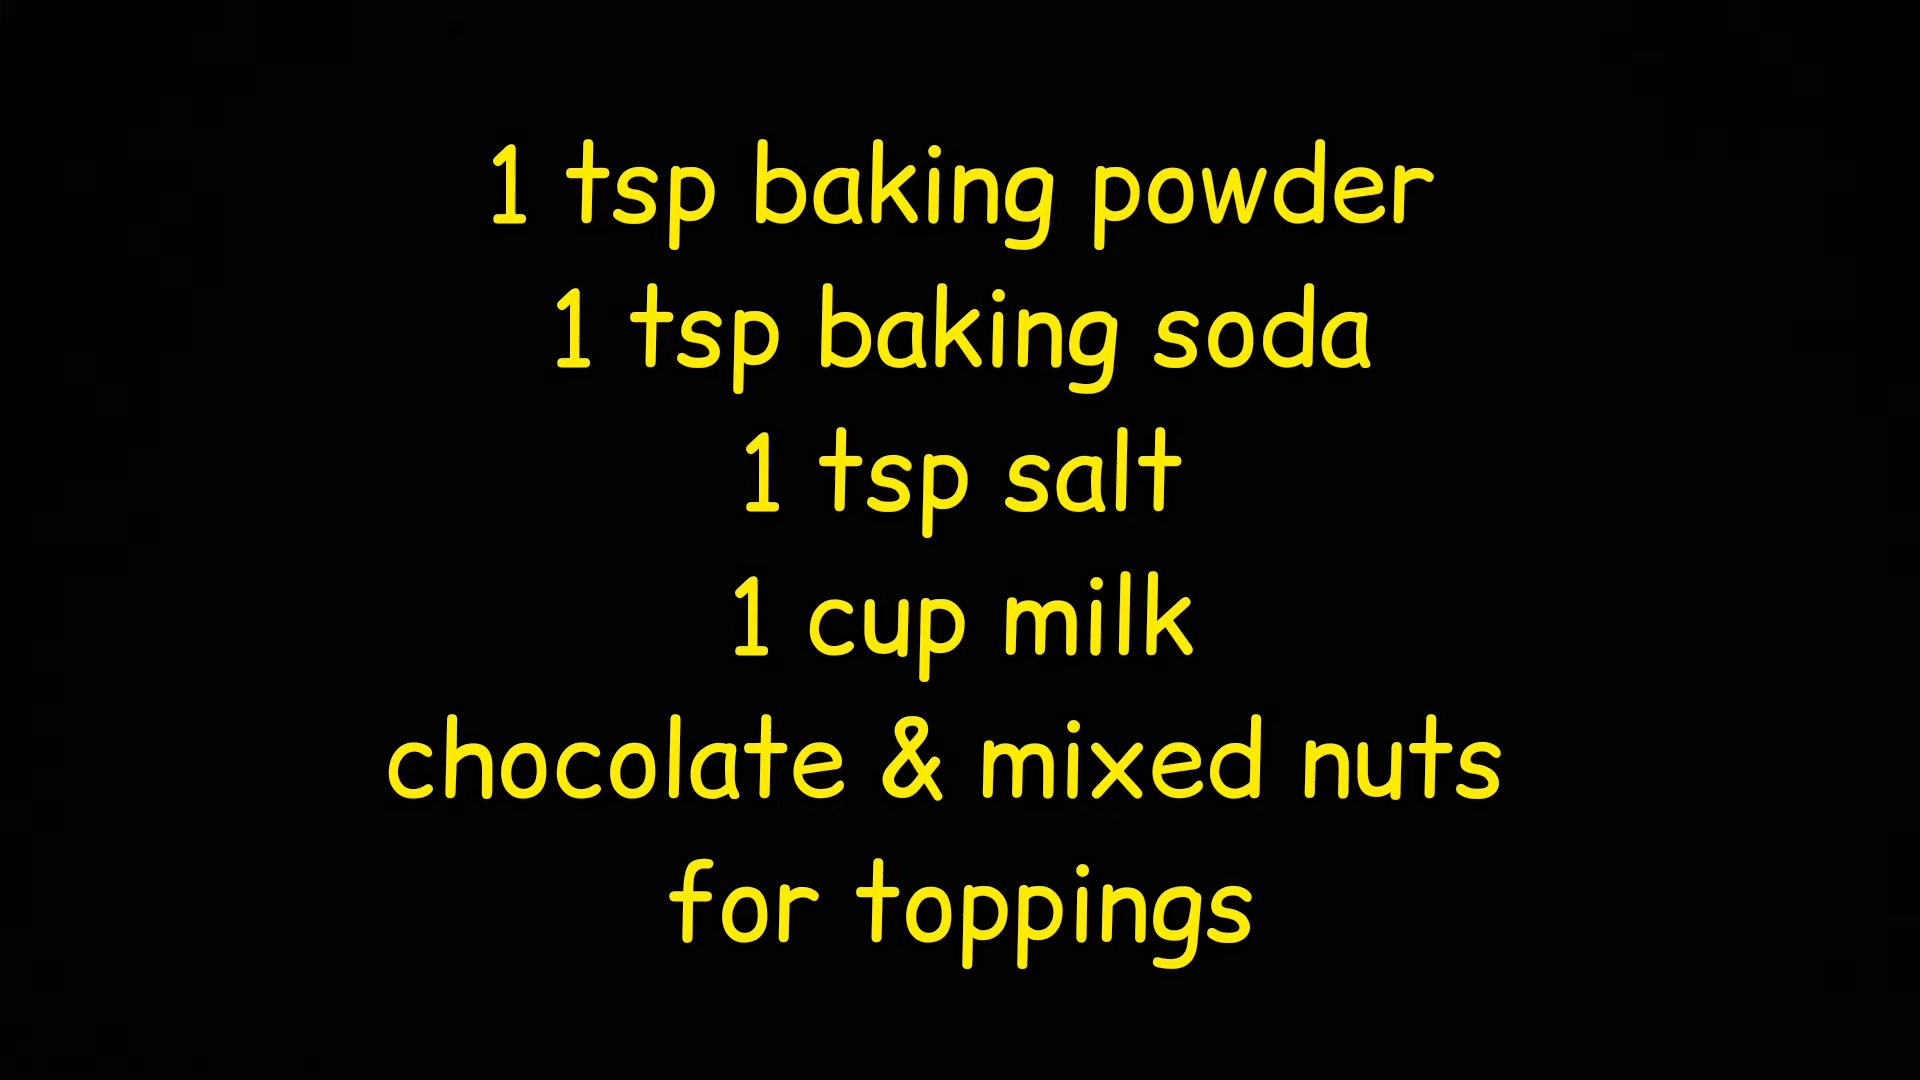 1 tsp baking powder
1 tsp baking soda
1 tsp salt
1 cup milk
chocolate & mixed nuts
for toppings